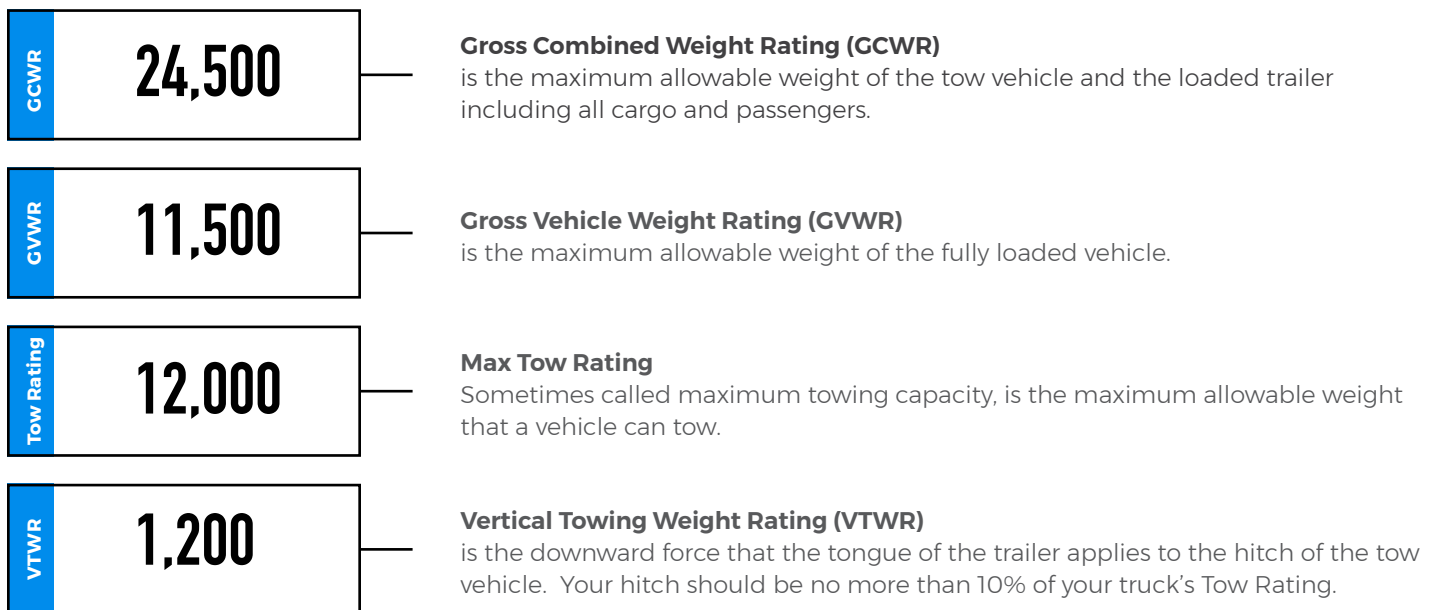 GCWR
24,500
Gross Combined Weight Rating (GCWR)
is the maximum allowable weight of the tow vehicle and the loaded trailer
including all cargo and passengers.
GVWR
11,500
Gross Vehicle Weight Rating (GVWR)
is the maximum allowable weight of the fully loaded vehicle.
Tow Rating
12,000
Max Tow Rating
Sometimes called maximum towing capacity, is the maximum allowable weight
that a vehicle can tow.
VTWR
1,200
Vertical Towing Weight Rating (VTWR)
is the downward force that the tongue of the trailer applies to the hitch of the tow
vehicle.  Your hitch should be no more than 10% of your truck’s Tow Rating.